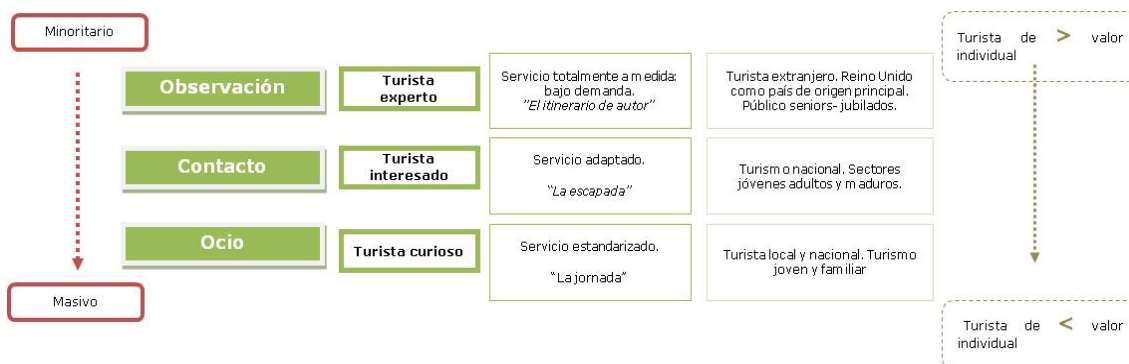 Minoritario
Turista de > valor
individual
Observación
Turista
experto
Servicio totalmente a medida:
bajo demanda.
"El itinerario de autor"
Turista extranjero. Reino Unido
como país de origen principal.
Público seniors- jubilados.
Contacto
Turista
interesado
Servicio adaptado.
"La escapada"
Turismo nacional. Sectores
jóvenes adultos y maduros.
Ocio
Turista curioso
Servicio estandarizado.
"La jornada"
Turista local y nacional. Turismo
joven y familiar
Masivo
Turista de < valor
individual